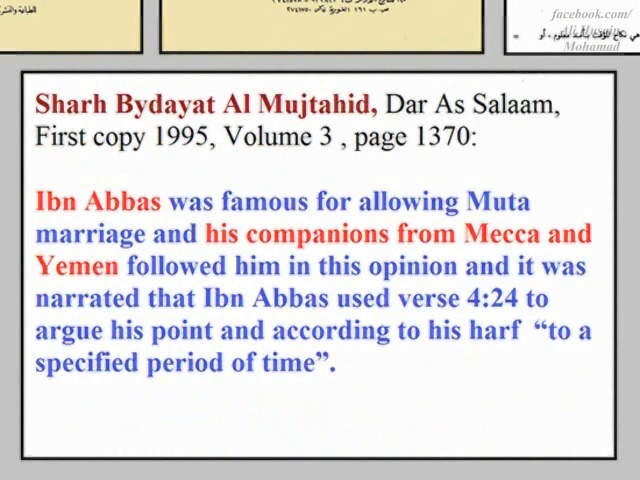 facebook.com/
Ali Hussain
Mohamad
Sharh Bydayat Al Mujtahid, Dar As Salaam,
First copy 1995, Volume 3 , page 1370:
Ibn Abbas was famous for allowing Muta
marriage and his companions from Mecca and
Yemen followed him in this opinion and it was
narrated that Ibn Abbas used verse 4:24 to
argue his point and according to his harf “to a
specified period of time”.